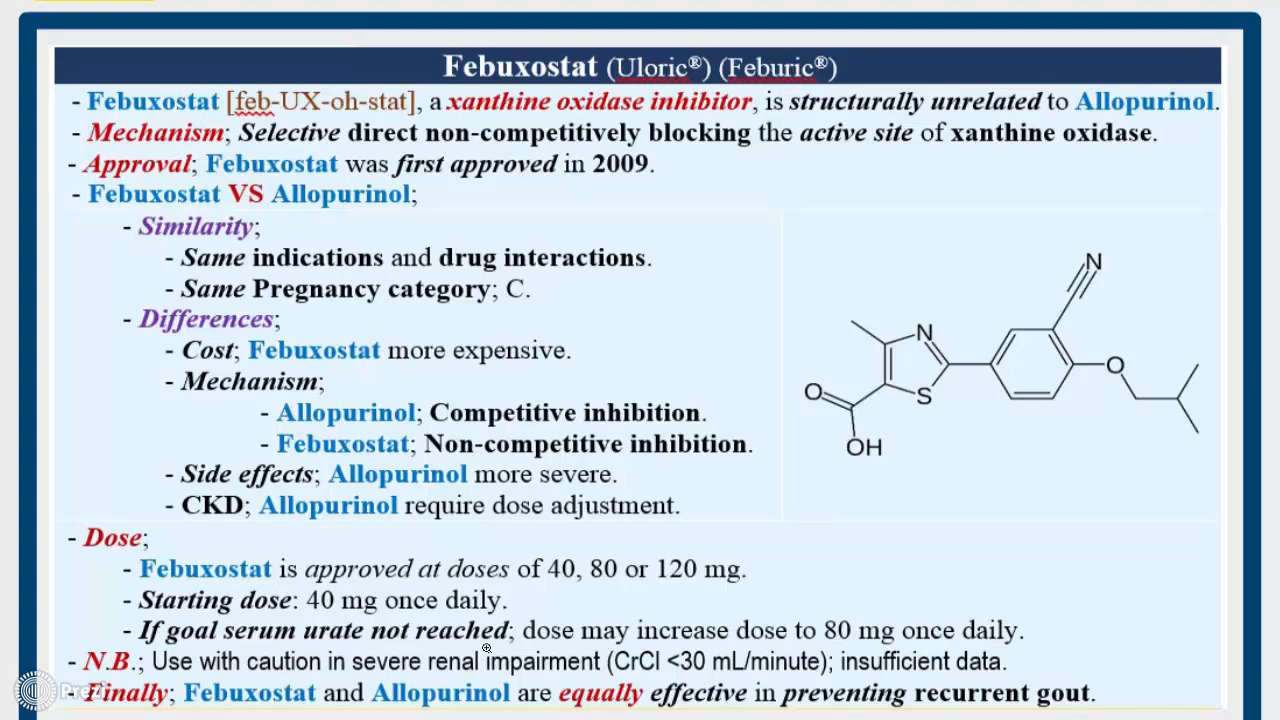 Febuxostat (Uloric®) (Feburic®)
- Febuxostat [feb-UX-oh-stat], a xanthine oxidase inhibitor, is structurally unrelated to Allopurinol.
- Mechanism; Selective direct non-competitively blocking the active site of xanthine oxidase.
- Approval; Febuxostat was first approved in 2009.
- Febuxostat VS Allopurinol;
- Similarity;
- Same indications and drug interactions.
- Same Pregnancy category; C.
- Differences;
- Cost; Febuxostat more expensive.
- Mechanism;
- Allopurinol; Competitive inhibition.
- Febuxostat; Non-competitive inhibition.
- Side effects; Allopurinol more severe.
- CKD; Allopurinol require dose adjustment.
N
N
O
S
O
OH
- Dose;
- Febuxostat is approved at doses of 40, 80 or 120 mg.
- Starting dose: 40 mg once daily.
- If goal serum urate not reached; dose may increase dose to 80 mg once daily.
- N.B.; Use with caution in severe renal impairment (CrCl <30 mL/minute); insufficient data.
- Finally; Febuxostat and Allopurinol are equally effective in preventing recurrent gout.
Prezi